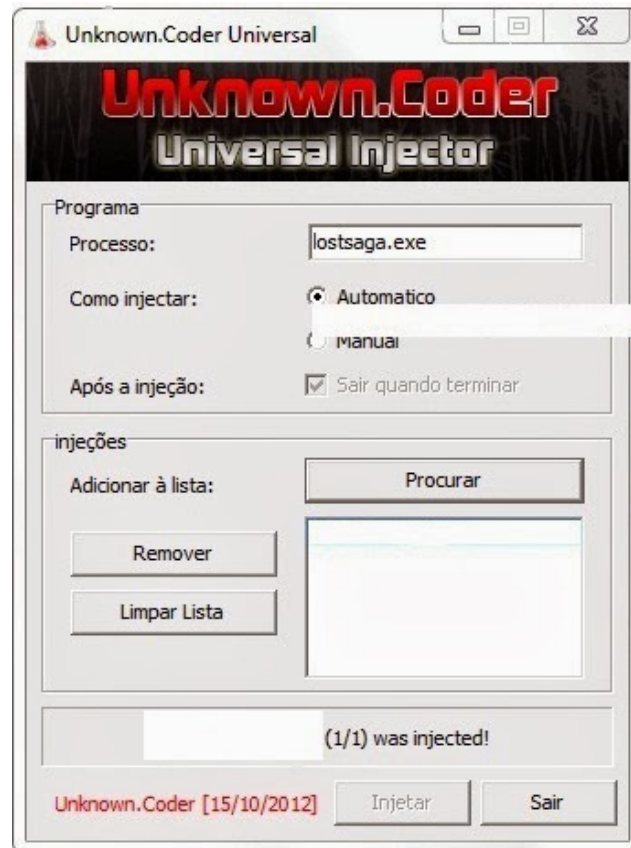 Unknown.Coder Universal
Unknown.Coder
Universal Injector
Programa
Processo: lostsaga.exe
Como injectar: Automatico
Manual
Após a injeção: Sair quando terminar
injeções
Adicionar à lista: Procurar
Remover
Limpar Lista
(1/1) was injected!
Unknown.Coder [15/10/2012] Injetar Sair